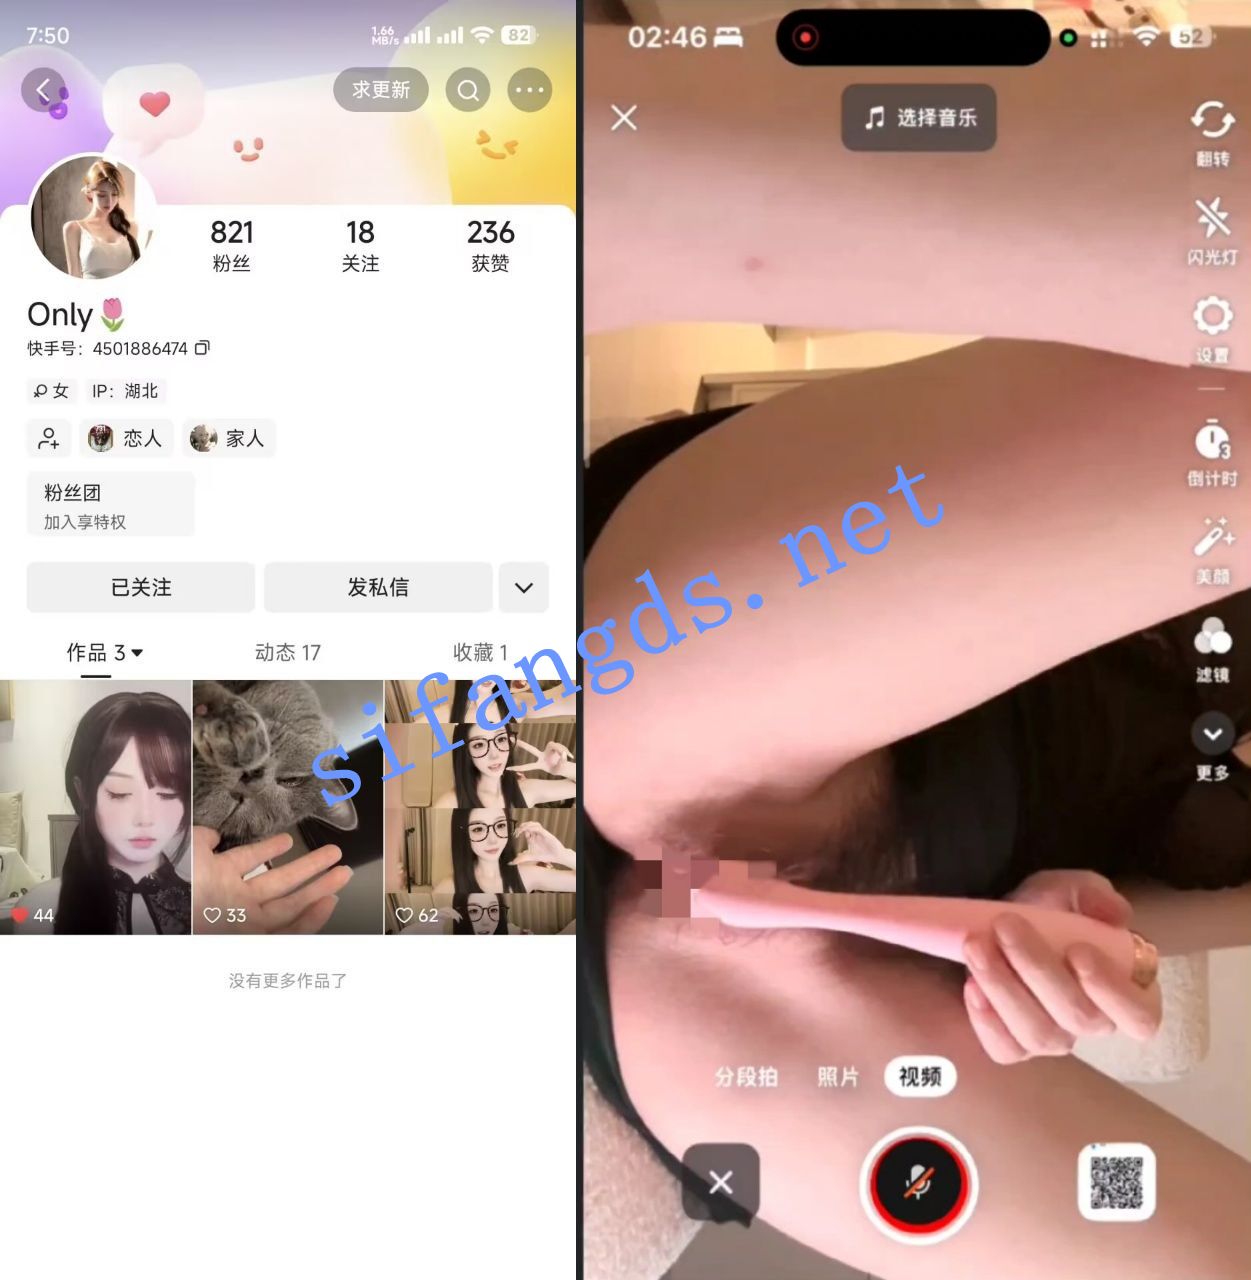 7:50
1.66 MB/s
82
求更新
821
18
236
粉丝
关注
获赞
Only🌷
快手号：4501886474
女
IP：湖北
恋人
家人
粉丝团
加入享特权
已关注
发私信
作品 3
动态 17
收藏 1
44
33
62
没有更多作品了
02:46
52
选择音乐
翻转
闪光灯
设置
3
倒计时
美颜
滤镜
更多
分段拍
照片
视频
sifangds.net